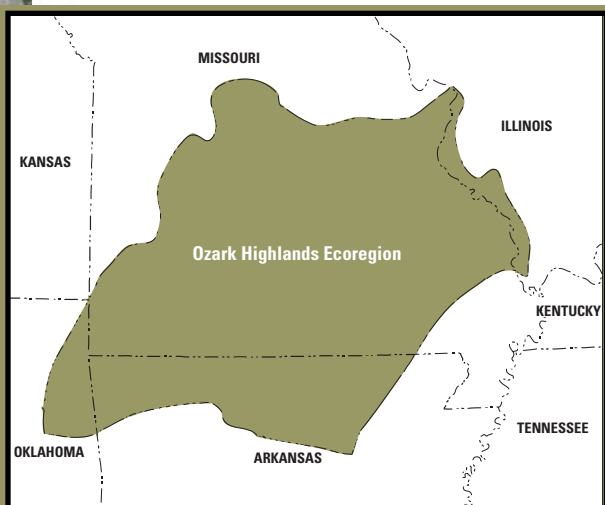 MISSOURI
ILLINOIS
KANSAS
Ozark Highlands Ecoregion
KENTUCKY
TENNESSEE
OKLAHOMA
ARKANSAS